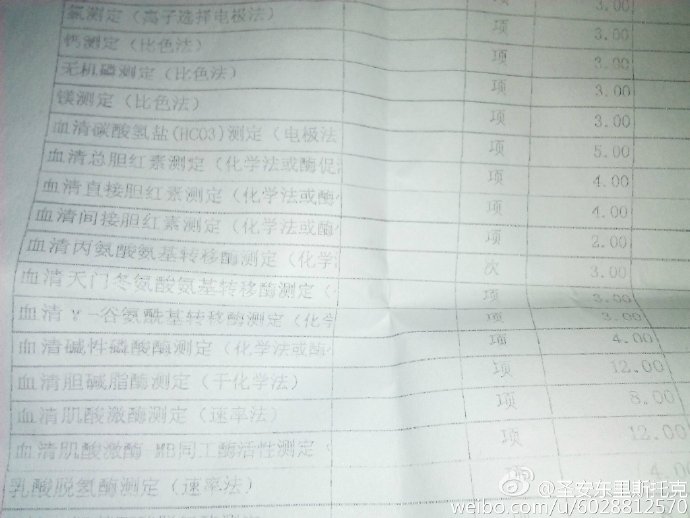 氯测定（离子选择电极法） 项 3.00
钙测定（比色法） 项 3.00
无机磷测定（比色法） 项 3.00
镁测定（比色法） 项 3.00
血清碳酸氢盐(HCO3)测定（电极法 项 5.00
血清总胆红素测定（化学法或酶促 项 4.00
血清直接胆红素测定（化学法或酶 项 4.00
血清间接胆红素测定（化学法或酶 项 2.00
血清丙氨酸氨基转移酶测定（化学 次 3.00
血清天门冬氨酸氨基转移酶测定（ 项 3.00
血清γ-谷氨酰基转移酶测定（化学 项 3.00
血清碱性磷酸酶测定（化学法或酶 项 4.00
血清胆碱脂酶测定（干化学法） 项 12.00
血清肌酸激酶测定（速率法） 项 8.00
血清肌酸激酶 MB同工酶活性测定 项 12.00
乳酸脱氢酶测定（速率法） 项 4.0
@圣安东里斯托克
weibo.com/u/6028812570